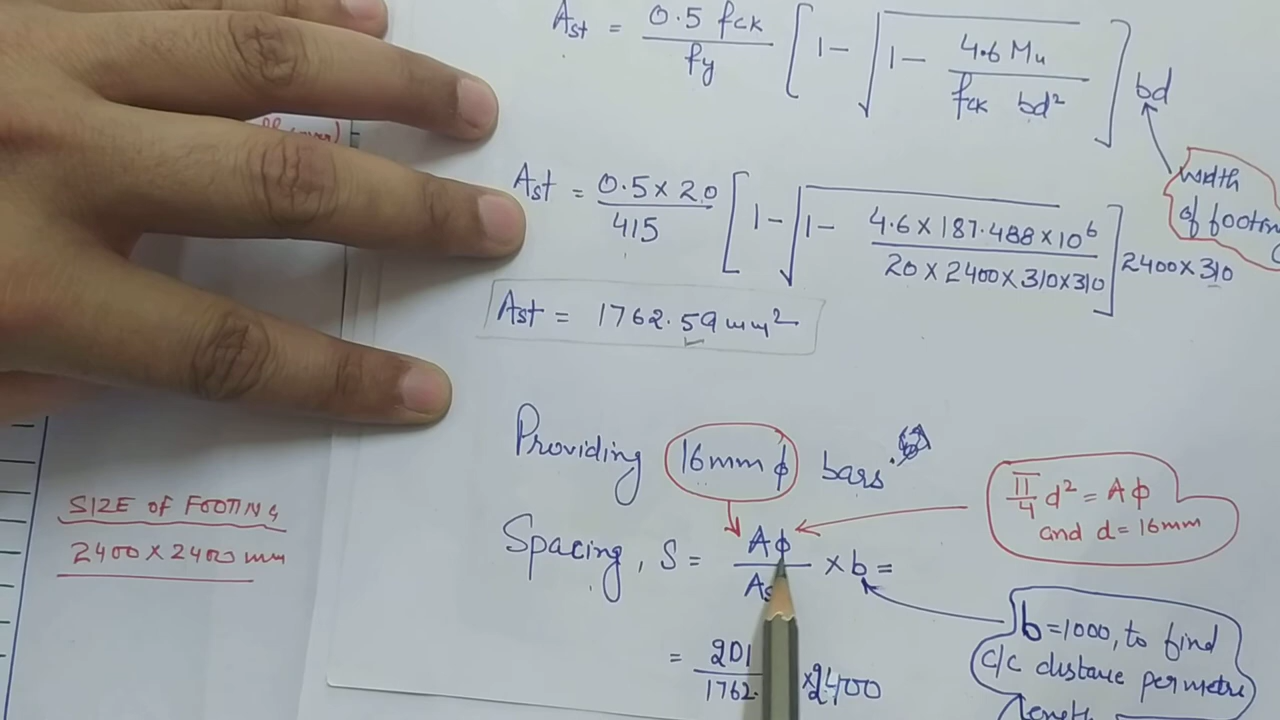 Ast = 0.5 fck / fy [ 1 - √ 1 - 4.6 Mu / fck bd² ] bd
width
of footin
Ast = 0.5 x 20 / 415 [ 1 - √ 1 - 4.6 x 187.488 x 10⁶ / 20 x 2400 x 310 x 310 ] 2400 x 310
Ast = 1762.59 mm²
Providing 16mm ϕ bars.
π/4 d² = Aϕ
and d = 16mm
Spacing, S = Aϕ / As x b =
SIZE OF FOOTING
2400 x 2400 mm
b = 1000, to find
c/c distane per metre
length
= 201 / 1762. x 2400